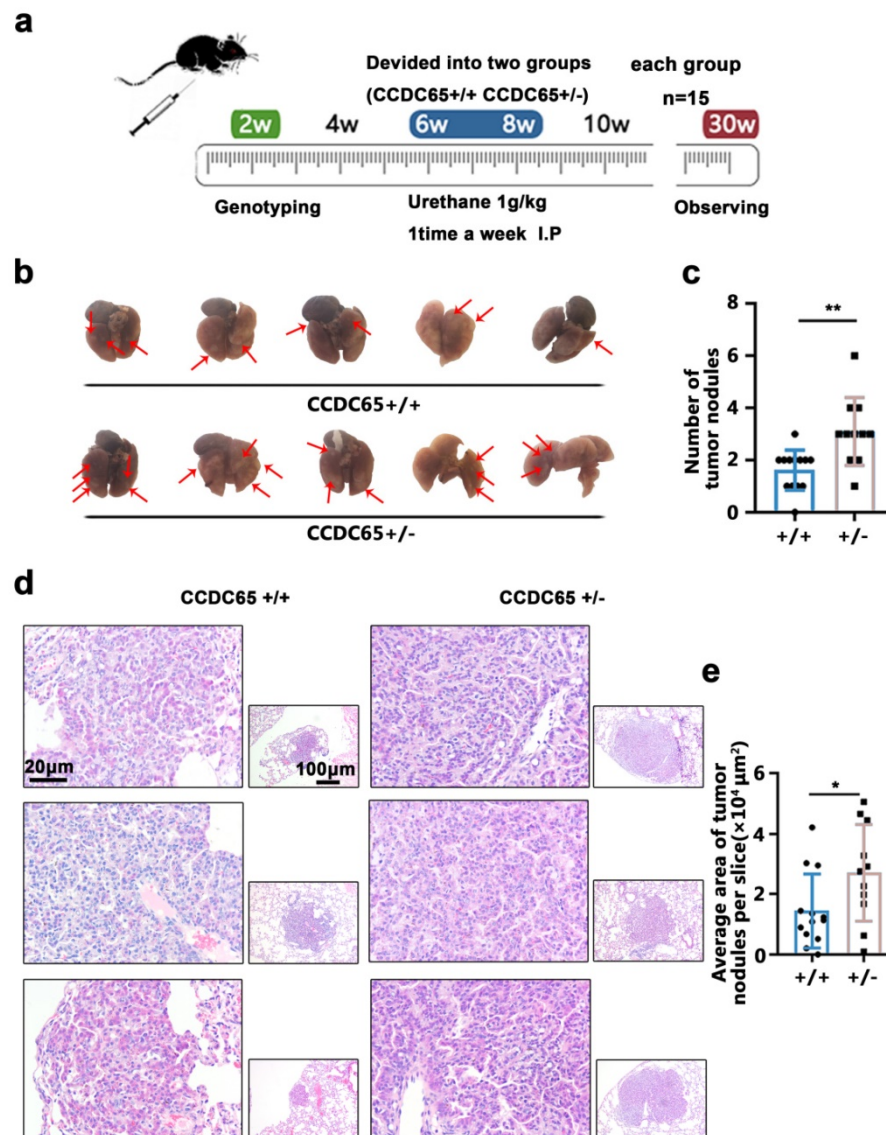 a
Devided into two groups
each group
(CCDC65+/+ CCDC65+/-)
n=15
2w 4w 6w 8w 10w 30w
Genotyping
Urethane 1g/kg
Observing
1time a week I.P
b
CCDC65+/+
CCDC65+/-
c
Number of
tumor nodules
8
6
4
2
0
**
+/+ +/-
d
CCDC65 +/+
CCDC65 +/-
20μm
100μm
e
Average area of tumor
nodules per slice(×10⁴ μm²)
6
4
2
0
*
+/+ +/-